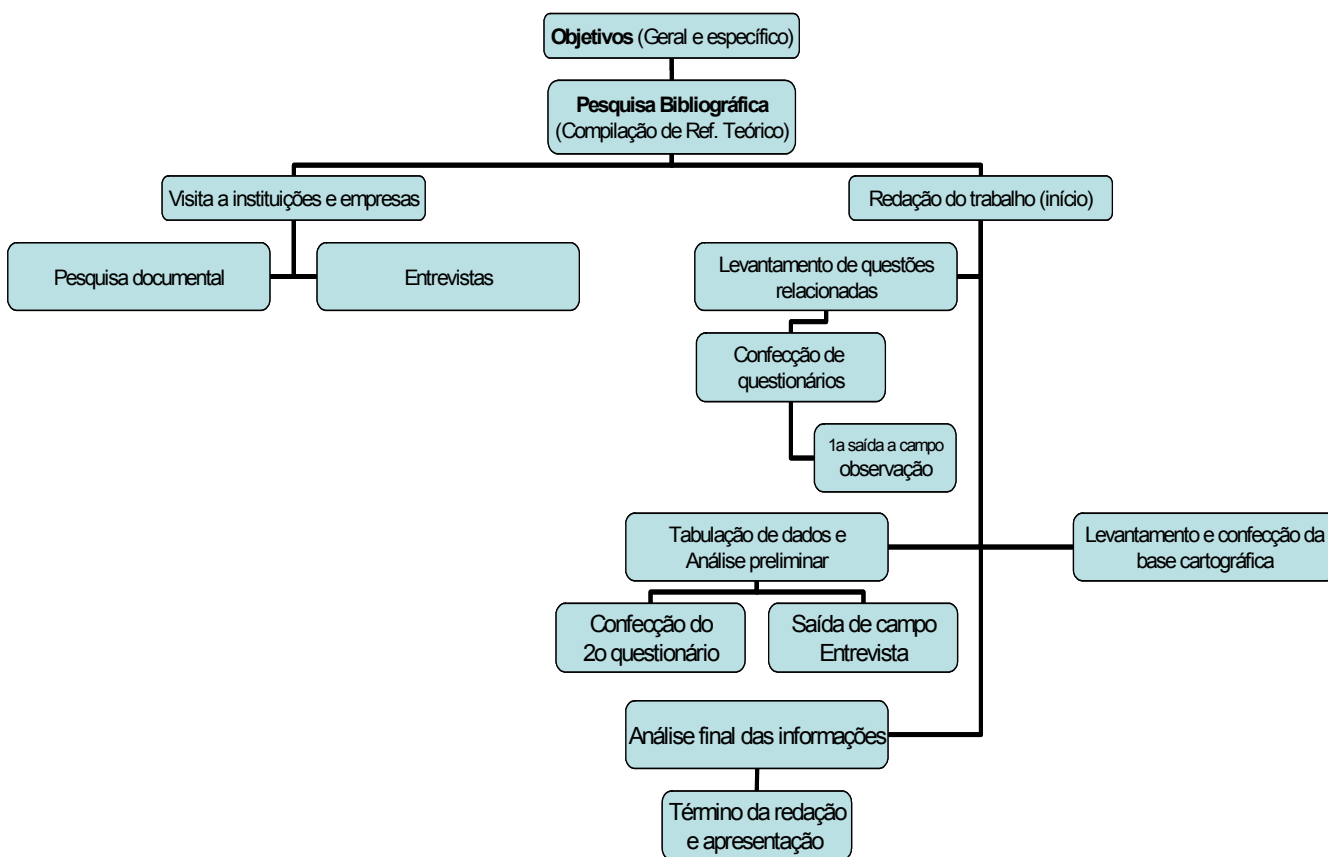 Objetivos (Geral e específico)
Pesquisa Bibliográfica
(Compilação de Ref. Teórico)
Visita a instituições e empresas
Redação do trabalho (início)
Pesquisa documental
Entrevistas
Levantamento de questões
relacionadas
Confecção de
questionários
1a saída a campo
observação
Tabulação de dados e
Análise preliminar
Levantamento e confecção da
base cartográfica
Confecção do
2o questionário
Saída de campo
Entrevista
Análise final das informações
Término da redação
e apresentação